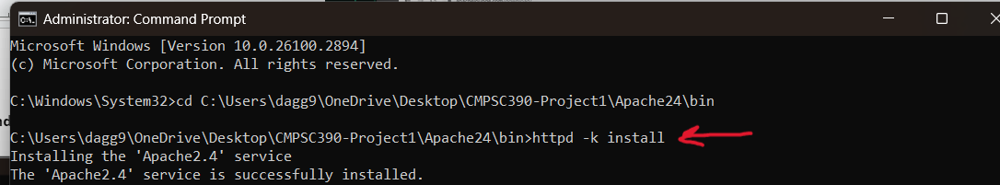 Administrator: Command Prompt
Microsoft Windows [Version 10.0.26100.2894]
(c) Microsoft Corporation. All rights reserved.
C:\Windows\System32>cd C:\Users\dagg9\OneDrive\Desktop\CMPSC390-Project1\Apache24\bin
C:\Users\dagg9\OneDrive\Desktop\CMPSC390-Project1\Apache24\bin>httpd -k install
Installing the 'Apache2.4' service
The 'Apache2.4' service is successfully installed.